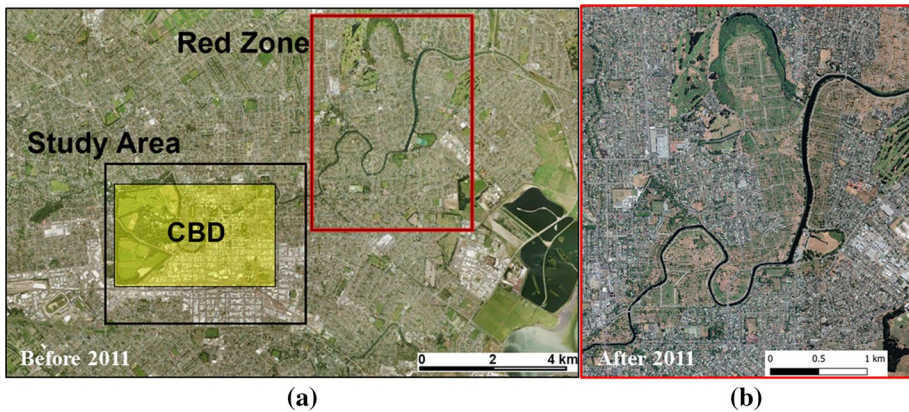 Red Zone
Study Area
CBD
Before 2011
0 2 4 km
(a)
After 2011
0 0.5 1 km
(b)